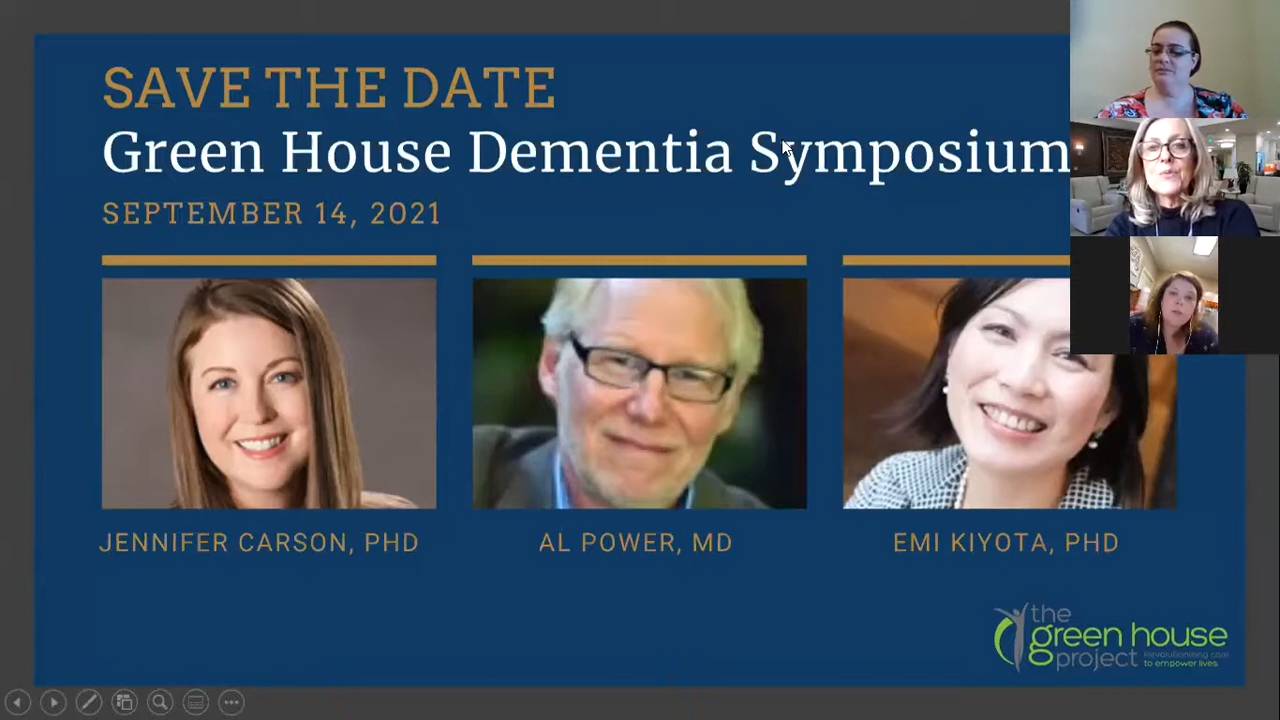 SAVE THE DATE
Green House Dementia Symposium
SEPTEMBER 14, 2021
JENNIFER CARSON, PHD
AL POWER, MD
EMI KIYOTA, PHD
the
green house
project
Revolutionizing care
to empower lives.